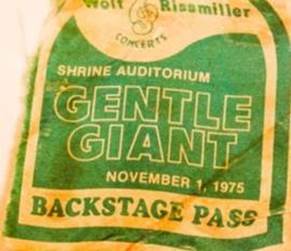 Wolf & Rissmiller
CONCERTS
SHRINE AUDITORIUM
GENTLE
GIANT
NOVEMBER 1, 1975
BACKSTAGE PASS